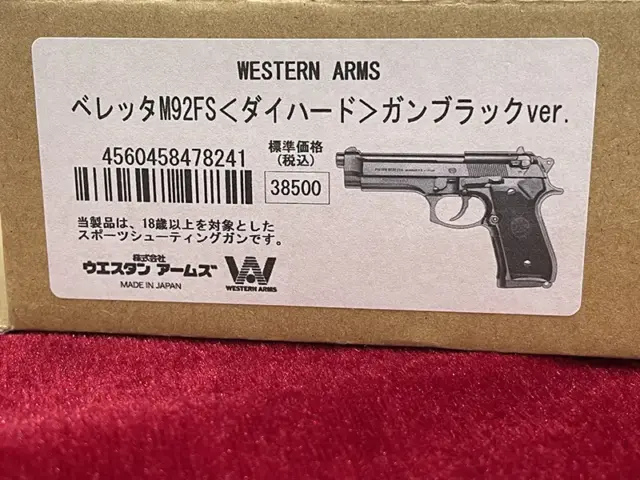 WESTERN ARMS
ベレッタM92FS<ダイハード>ガンブラックver.
4560458478241
標準価格
(税込)
38500
当製品は、18歳以上を対象とした
スポーツシューティングガンです。
株式会社
ウエスタン アームズ
MADE IN JAPAN
WESTERN ARMS